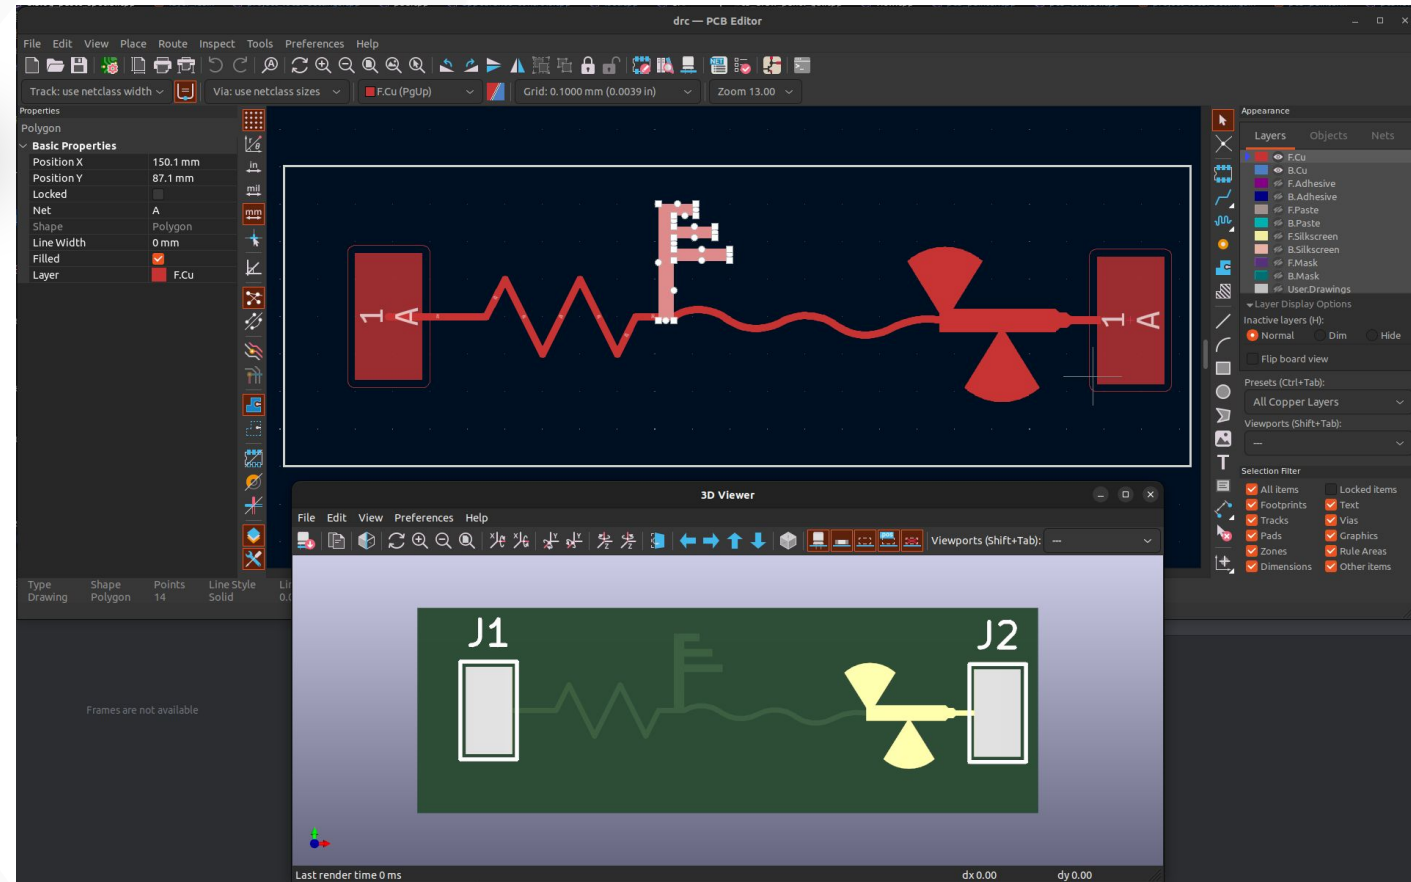 drc — PCB Editor
File Edit View Place Route Inspect Tools Preferences Help
Track: use netclass width Via: use netclass sizes F.Cu (PgUp) Grid: 0.1000 mm (0.0039 in) Zoom 13.00
Properties
Polygon
Basic Properties
Position X 150.1 mm
Position Y 87.1 mm
Locked
Net A
Shape Polygon
Line Width 0 mm
Filled
Layer F.Cu
in
mil
mm
1 A
1 A
Appearance
Layers Objects Nets
F.Cu
B.Cu
F.Adhesive
B.Adhesive
F.Paste
B.Paste
F.Silkscreen
B.Silkscreen
F.Mask
B.Mask
User.Drawings
Layer Display Options
Inactive layers (H):
Normal Dim Hide
Flip board view
Presets (Ctrl+Tab):
All Copper Layers
Viewports (Shift+Tab):
---
Selection Filter
All items Locked items
Footprints Text
Tracks Vias
Pads Graphics
Zones Rule Areas
Dimensions Other items
Type Shape Points Line Style
Drawing Polygon 14 Solid
Frames are not available
3D Viewer
File Edit View Preferences Help
Viewports (Shift+Tab): ---
J1 J2
Last render time 0 ms dx 0.00 dy 0.00